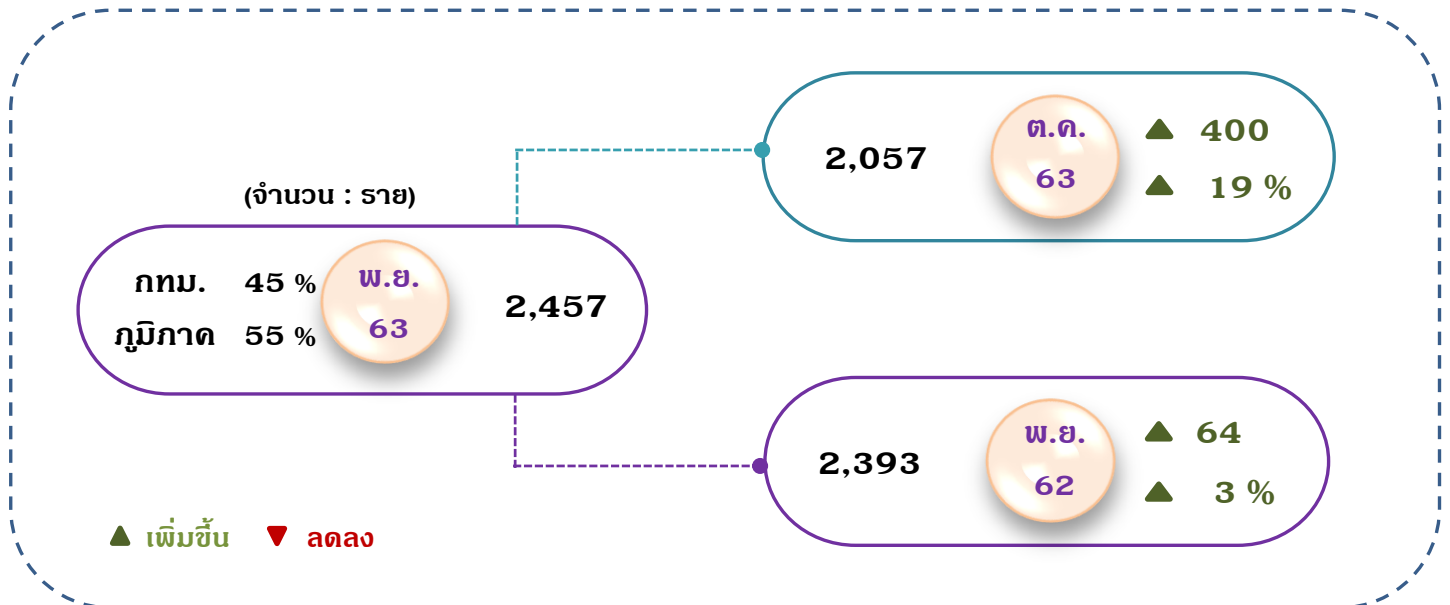 (จำนวน : ราย)
กทม. 45 %
ภูมิภาค 55 %
พ.ย.
63
2,457
2,057
ต.ค.
63
▲ 400
▲ 19 %
2,393
พ.ย.
62
▲ 64
▲ 3 %
▲ เพิ่มขึ้น ▼ ลดลง